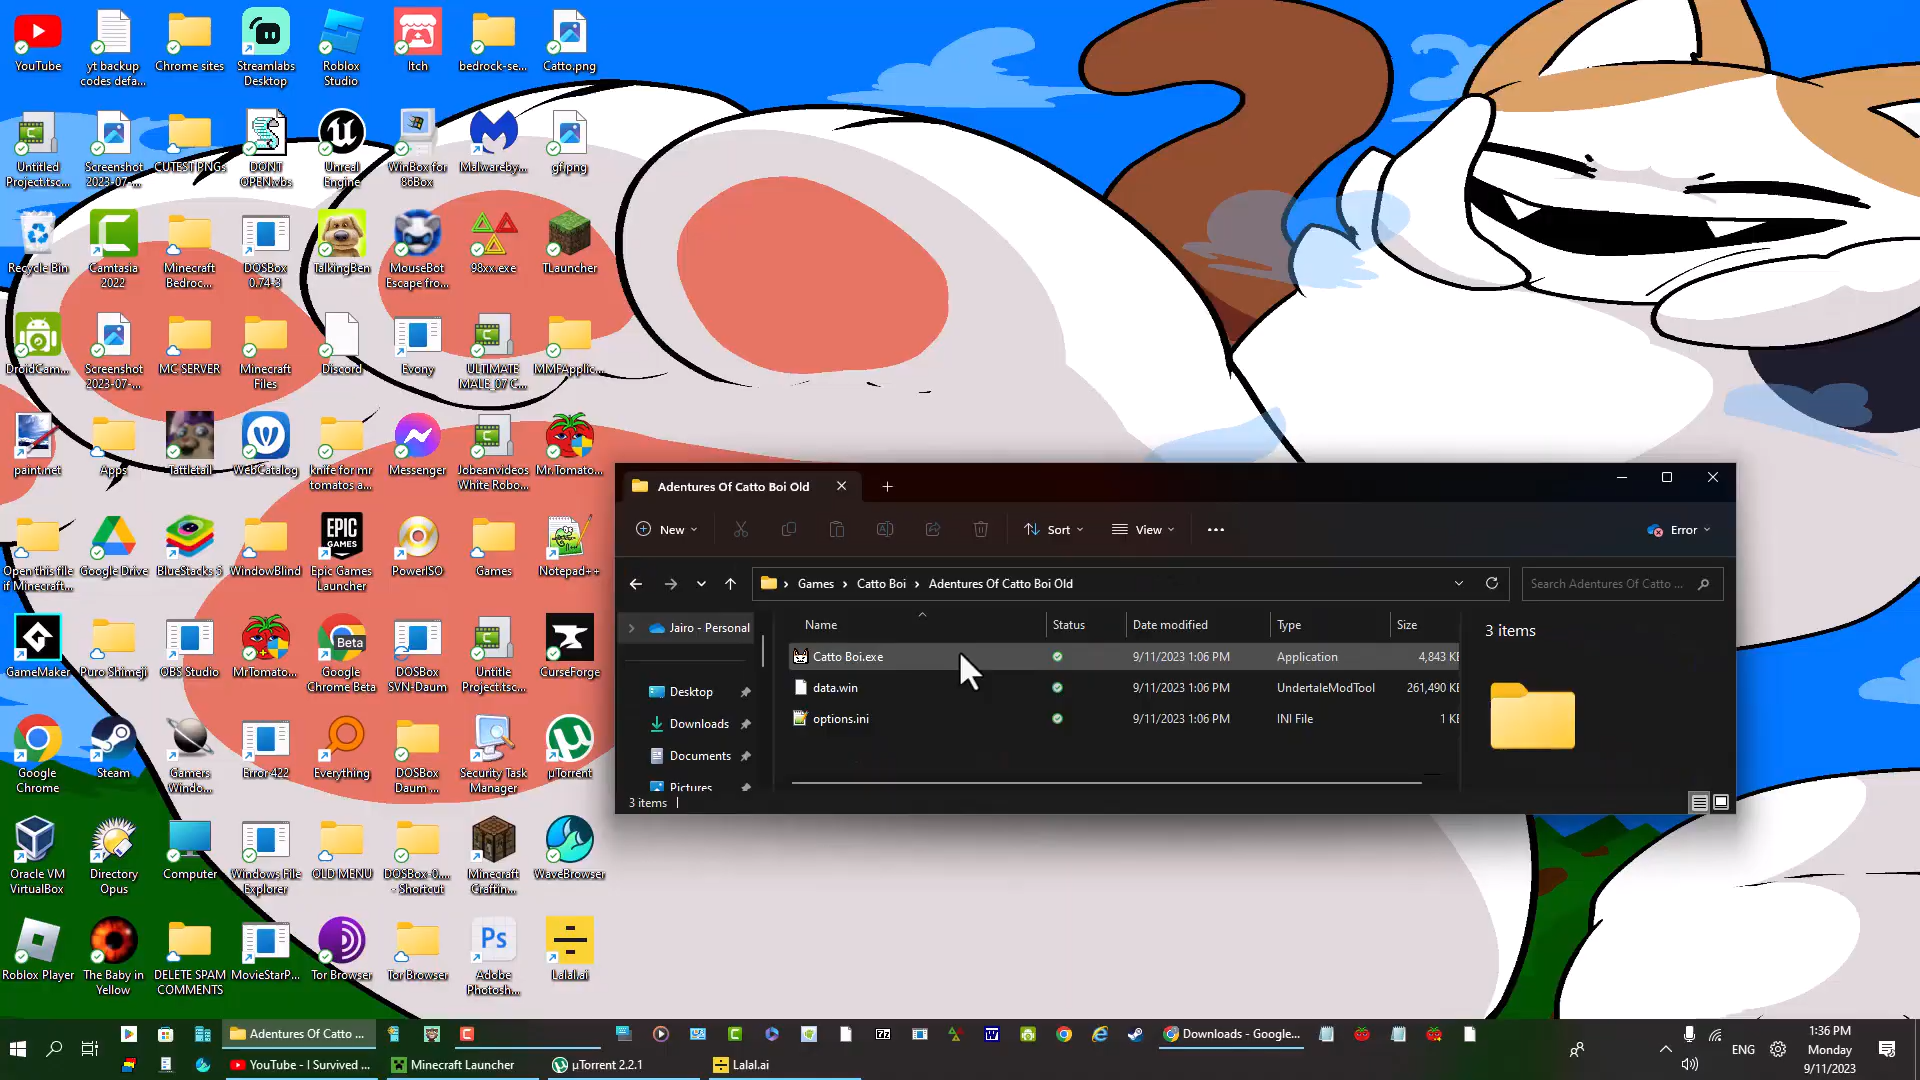 YouTube
yt backup
codes defa...
Chrome sites
Streamlabs
Desktop
Roblox
Studio
Itch
bedrock-se...
Catto.png
Untitled
Project.tsc...
Screenshot
2023-07-...
CUTEST PNGs
DONT
OPEN.vbs
Unreal
Engine
WinBox for
86Box
Malwareby...
gf.png
Recycle Bin
Camtasia
2022
Minecraft
Bedroc...
DOSBox
0.74-3
TalkingBen
MouseBot
Escape fro...
98xx.exe
TLauncher
DroidCam...
Screenshot
2023-07-...
MC SERVER
Minecraft
Files
Discord
Evony
ULTIMATE
MALE_07 C...
MMFApplic...
paint.net
Apps
Tattletail
WebCatalog
knife for mr
tomatos a...
Messenger
Jobeanvideos
White Robo...
Mr.Tomato...
Open this file
if Minecraft...
Google Drive
BlueStacks 5
WindowBlind
EPIC
GAMES
Epic Games
Launcher
PowerISO
Games
Notepad++
GameMaker
Puro Shimeji
OBS Studio
MrTomato...
Beta
Google
Chrome Beta
DOSBox
SVN-Daum
Untitle
Project.tsc...
CurseForge
Google
Chrome
Steam
Gamers
Windo...
Error 422
Everything
DOSBox
Daum ...
Security Task
Manager
µTorrent
Oracle VM
VirtualBox
Directory
Opus
Computer
Windows File
Explorer
OLD MENU
DOSBox-0....
- Shortcut
Minecraft
Craftin...
WaveBrowser
Roblox Player
The Baby in
Yellow
DELETE SPAM
COMMENTS
MovieStarP...
Tor Browser
Tor Browser
Ps
Adobe
Photosh...
Lalal.ai
Adentures Of Catto Boi Old
New
Sort
View
Error
Games
Catto Boi
Adentures Of Catto Boi Old
Search Adentures Of Catto ...
Jairo - Personal
Desktop
Downloads
Documents
Pictures
Name Status Date modified Type Size
Catto Boi.exe 9/11/2023 1:06 PM Application 4,843 KB
data.win 9/11/2023 1:06 PM UndertaleModTool 261,490 KB
options.ini 9/11/2023 1:06 PM INI File 1 KB
3 items
3 items
Adentures Of Catto ...
Downloads - Google...
YouTube - I Survived ...
Minecraft Launcher
µTorrent 2.2.1
Lalal.ai
ENG
1:36 PM
Monday
9/11/2023